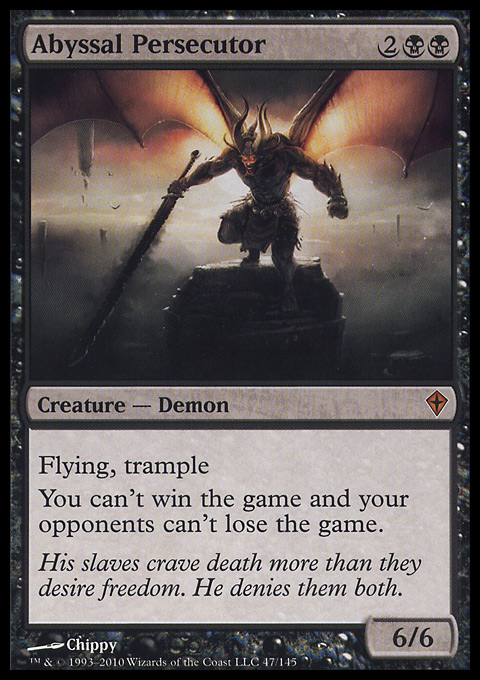 Abyssal Persecutor 2
Creature — Demon
Flying, trample
You can't win the game and your
opponents can't lose the game.
His slaves crave death more than they
desire freedom. He denies them both.
6/6
Chippy
™ & © 1993–2010 Wizards of the Coast LLC 47/145